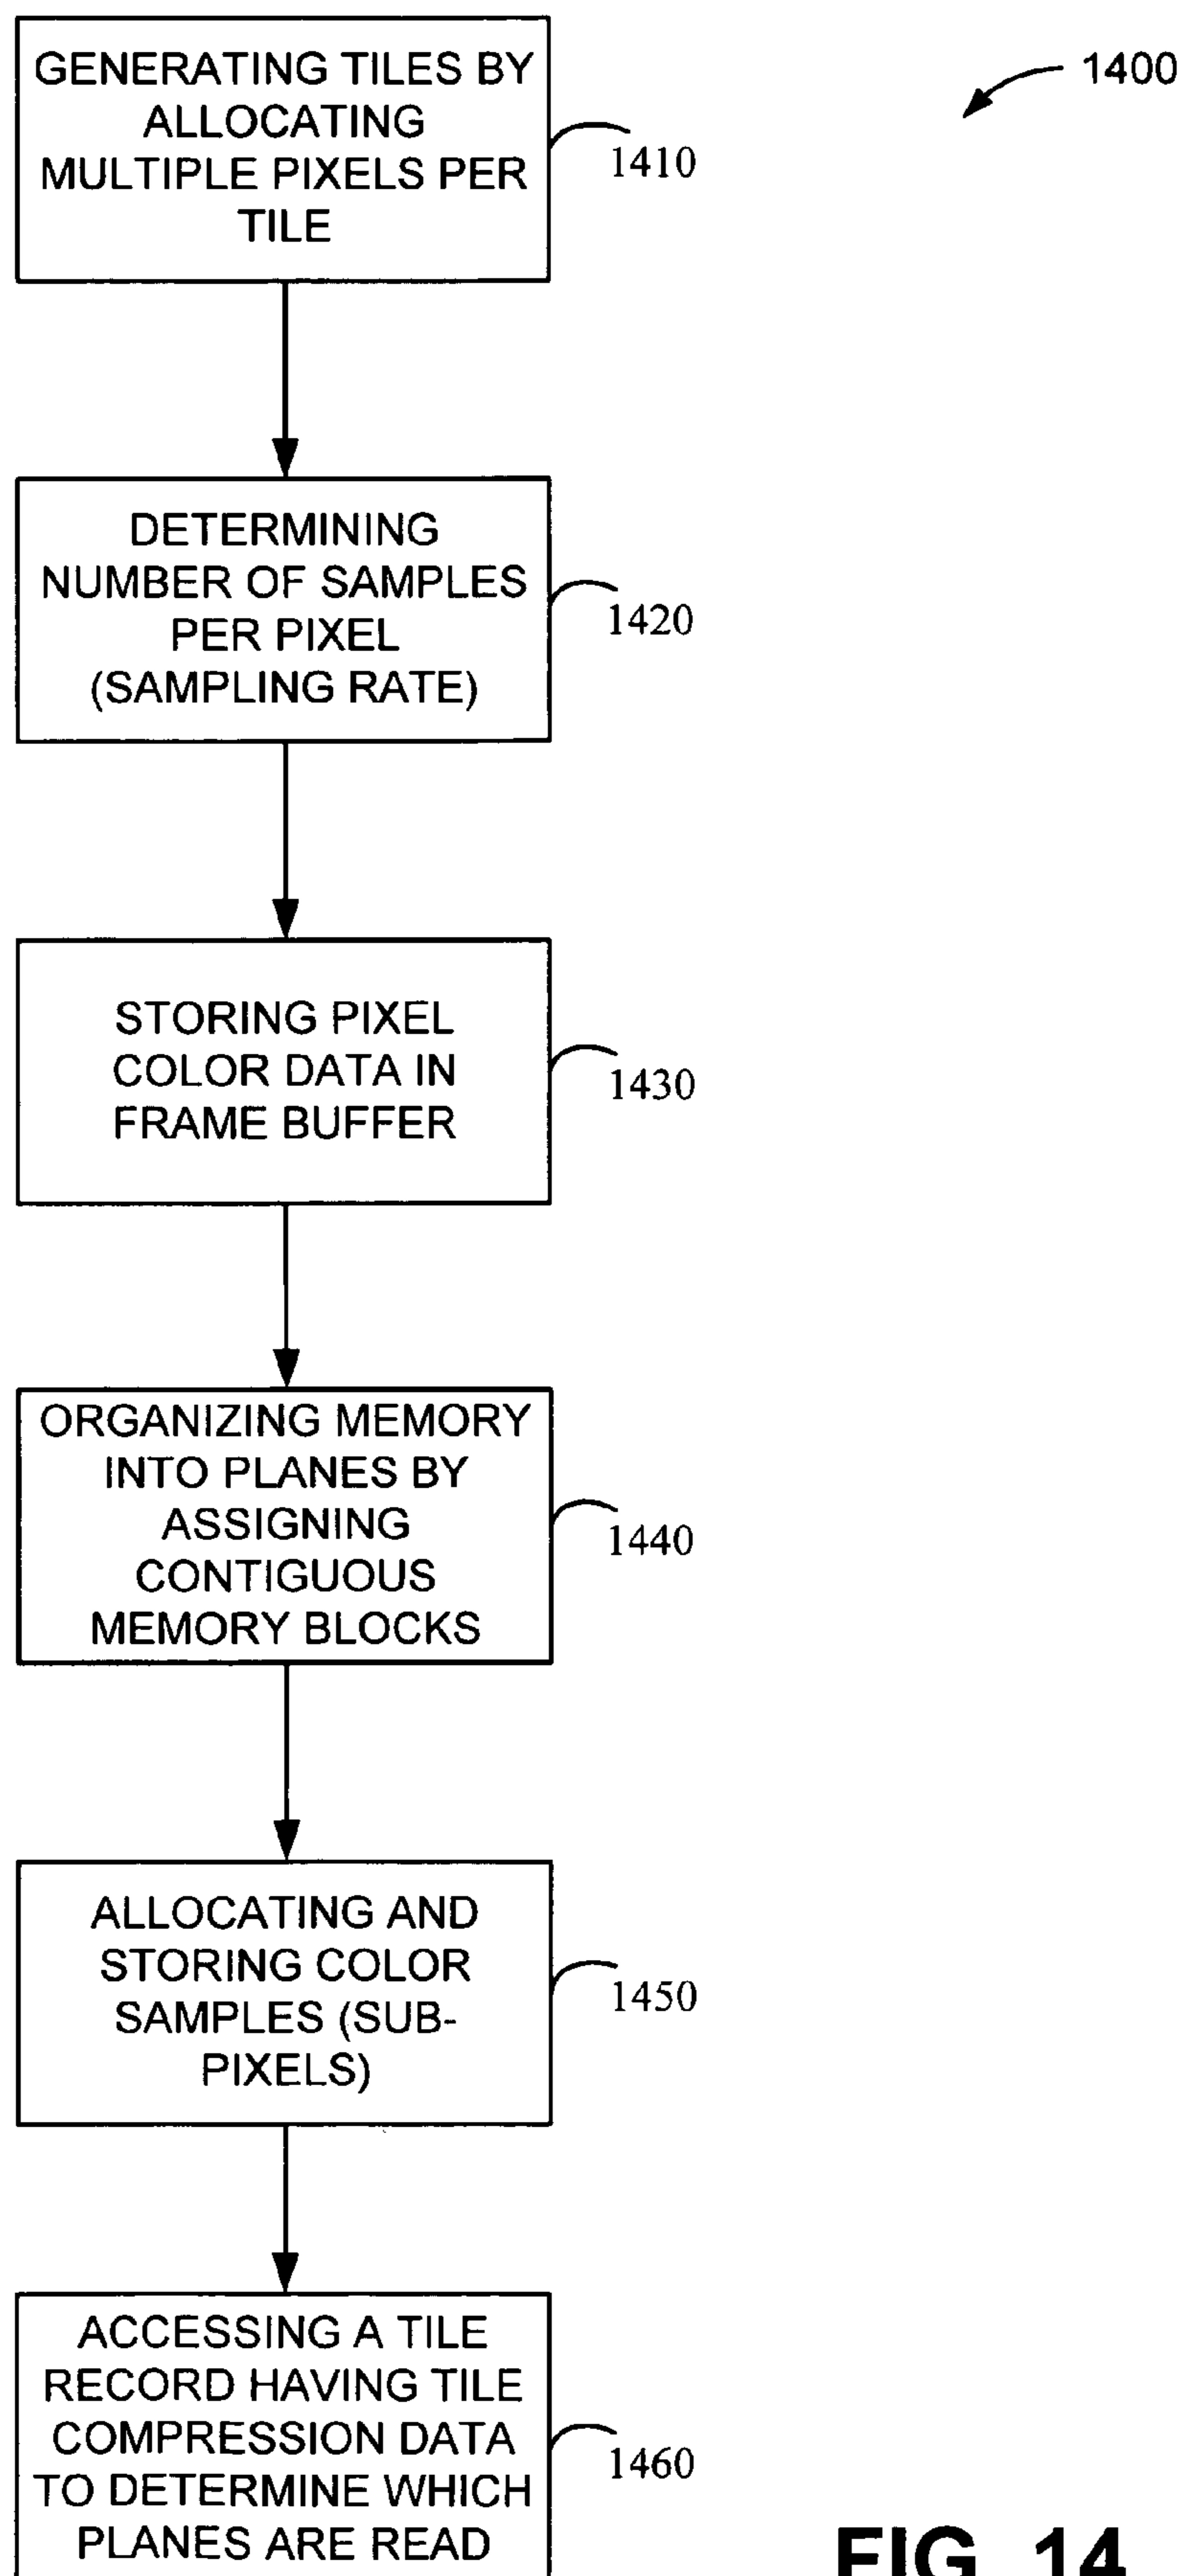 GENERATING TILES BY
ALLOCATING
MULTIPLE PIXELS PER
TILE
1400
1410
DETERMINING
NUMBER OF SAMPLES
PER PIXEL
(SAMPLING RATE)
1420
STORING PIXEL
COLOR DATA IN
FRAME BUFFER
1430
ORGANIZING MEMORY
INTO PLANES BY
ASSIGNING
CONTIGUOUS
MEMORY BLOCKS
1440
ALLOCATING AND
STORING COLOR
SAMPLES (SUB-
PIXELS)
1450
ACCESSING A TILE
RECORD HAVING TILE
COMPRESSION DATA
TO DETERMINE WHICH
PLANES ARE READ
1460
FIG. 14